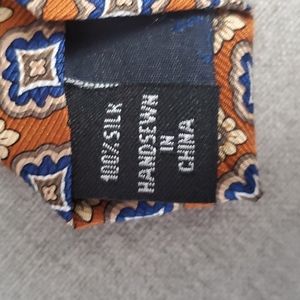 100% SILK
HANDSEWN
IN
CHINA